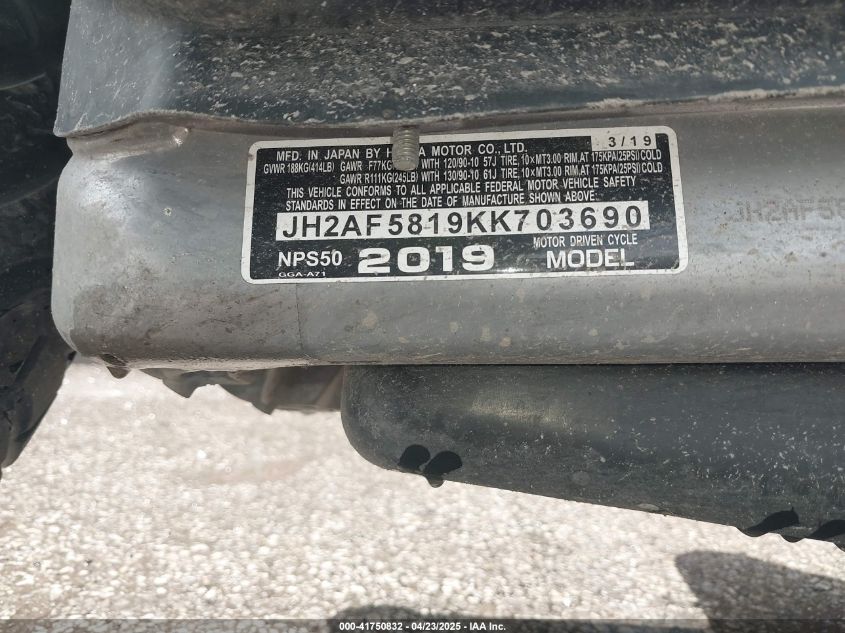 3/19
MFD. IN JAPAN BY H A MOTOR CO., LTD.
GVWR 188KG(414LB) GAWR F77KG WITH 120/90-10 57J TIRE, 10×MT3.00 RIM, AT 175KPA(25PSI) COLD
GAWR R111KG(245LB) WITH 130/90-10 61J TIRE, 10×MT3.00 RIM, AT 175KPA(25PSI) COLD
THIS VEHICLE CONFORMS TO ALL APPLICABLE FEDERAL MOTOR VEHICLE SAFETY
STANDARDS IN EFFECT ON THE DATE OF MANUFACTURE SHOWN ABOVE.
JH2AF5819KK703690
MOTOR DRIVEN CYCLE
NPS50 2019 MODEL
GGA-A71
JH2AF58
000-41750832 - 04/23/2025 - IAA Inc.